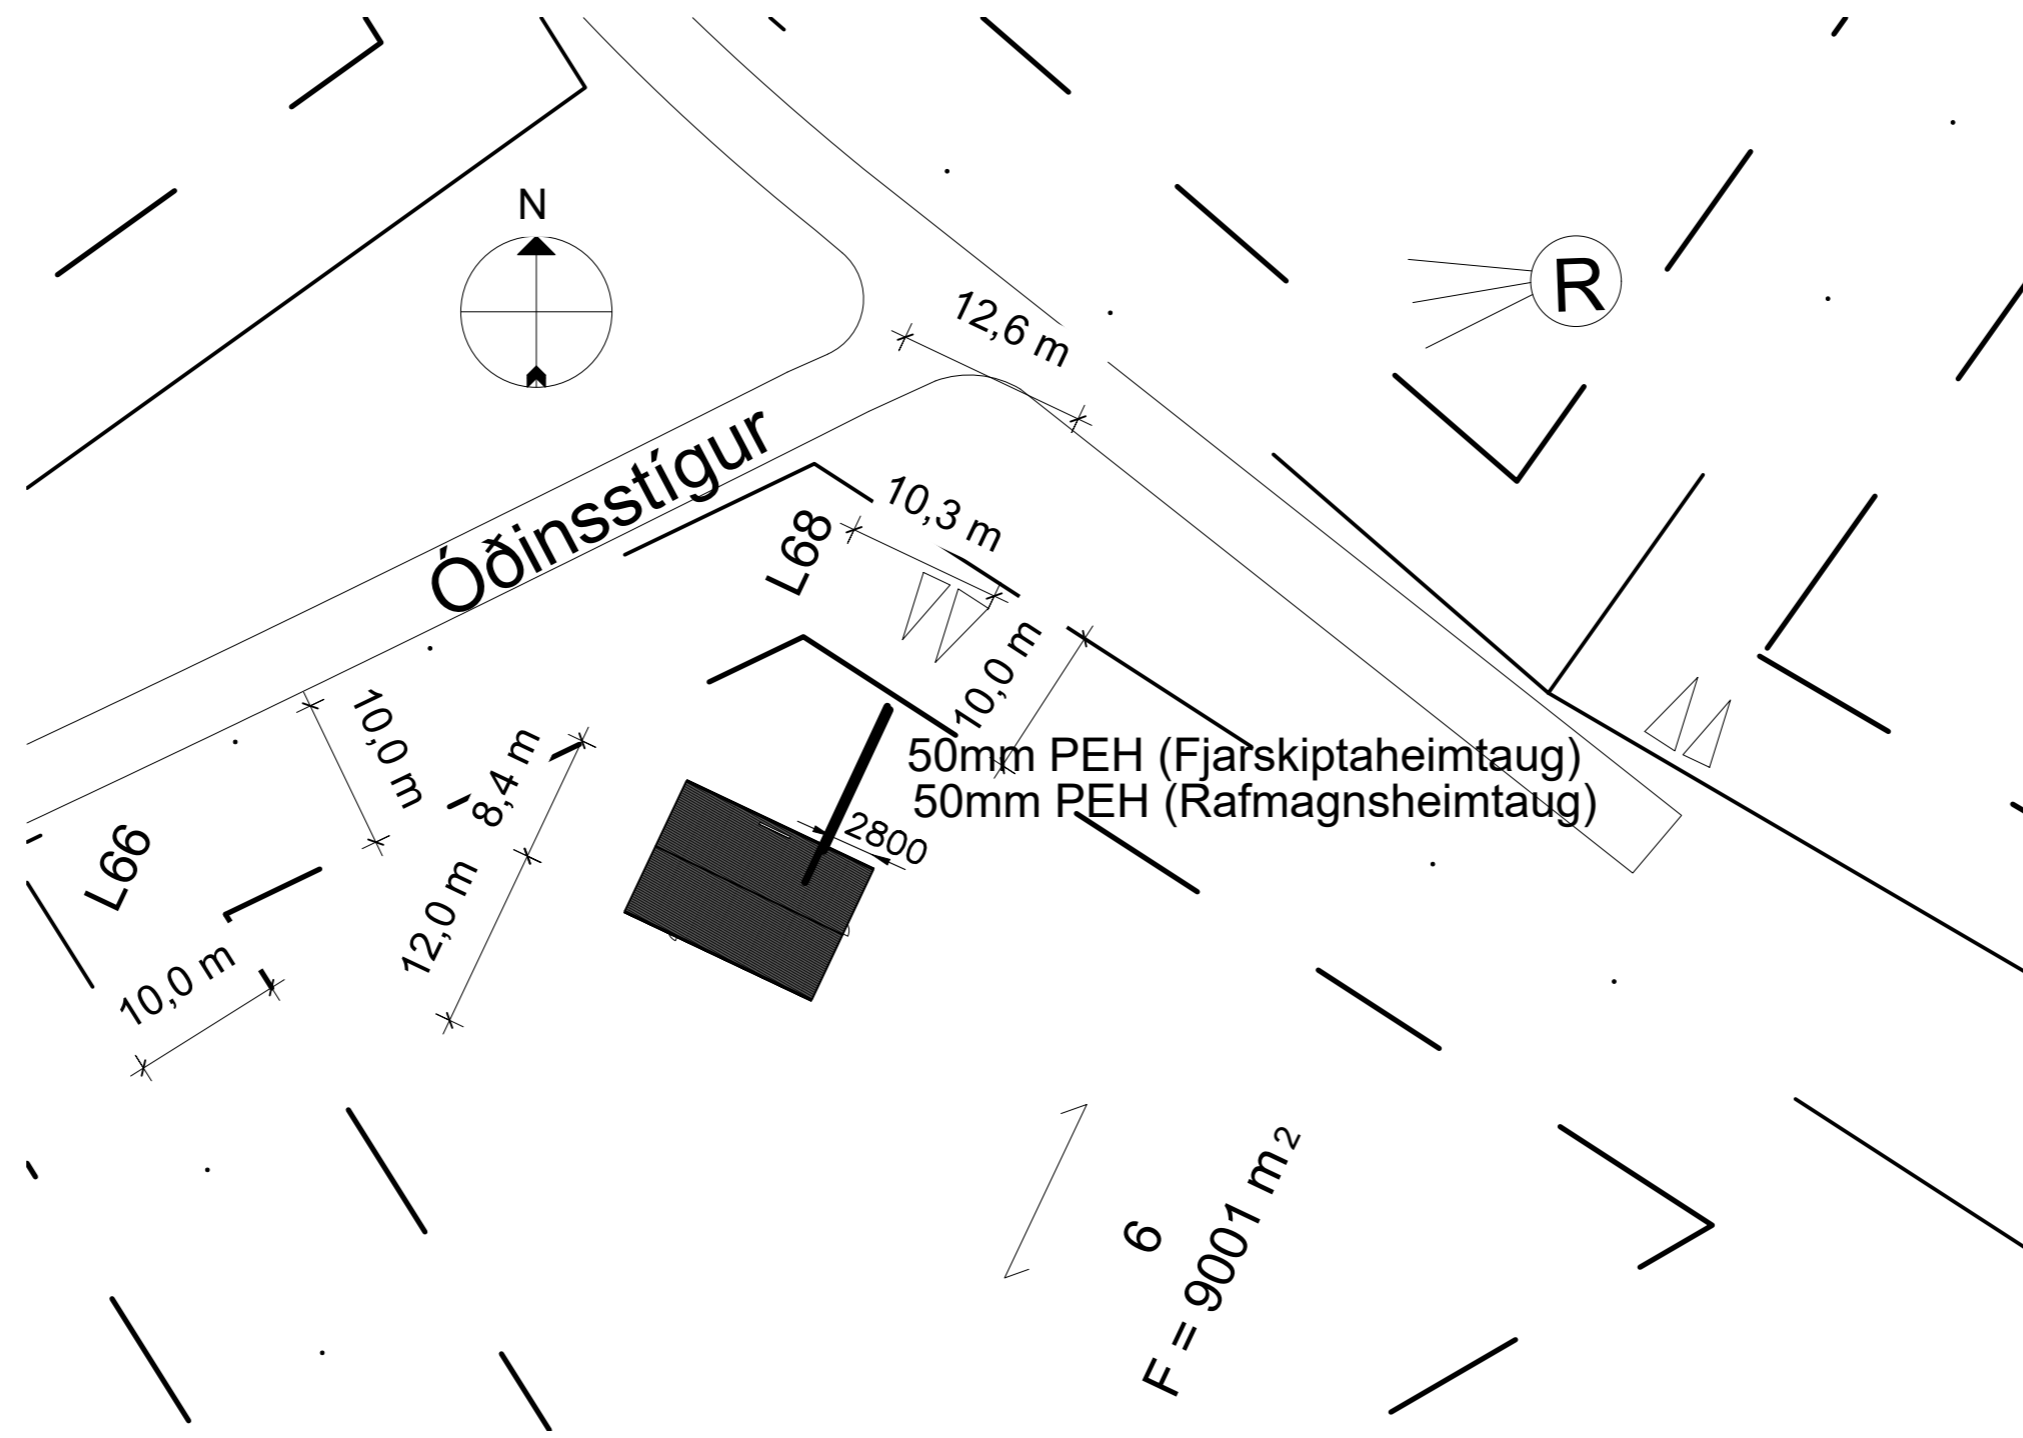 N
R
12,6 m
Óðinsstígur
10,3 m
L68
10,0 m
10,0 m
8,4 m
50mm PEH (Fjarskiptaheimtaug)
50mm PEH (Rafmagnsheimtaug)
2800
L66
12,0 m
10,0 m
6
F = 9001 m²